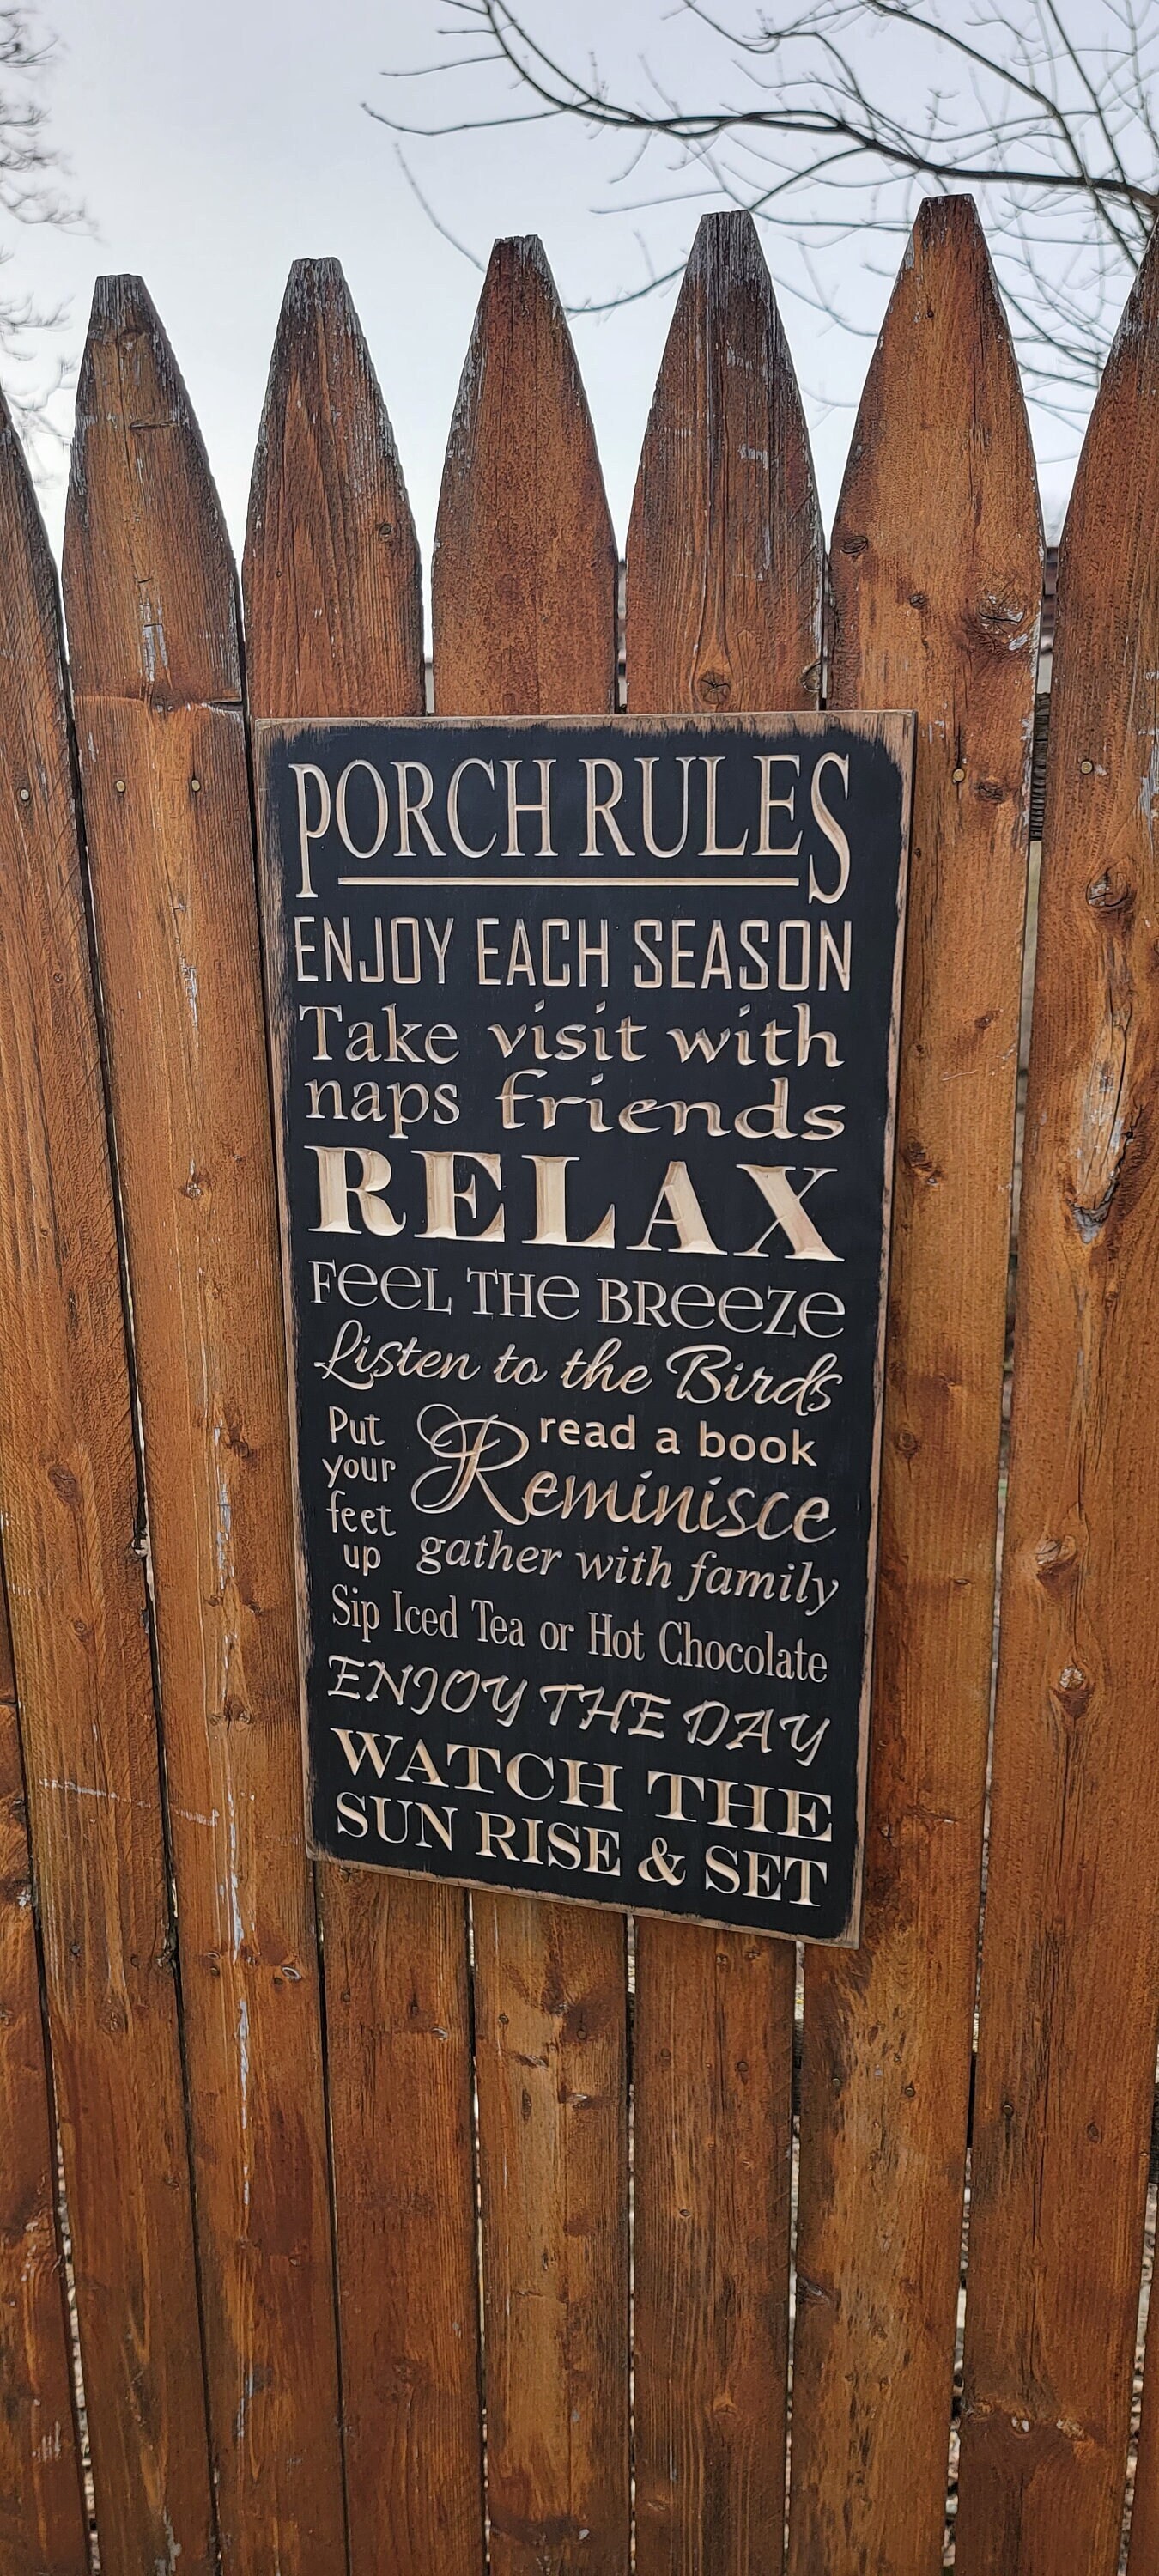 PORCH RULES
ENJOY EACH SEASON
Take naps
visit with friends
RELAX
FeeL THe BReeze
Listen to the Birds
Put your feet up
read a book
Reminisce
gather with family
Sip Iced Tea or Hot Chocolate
ENJOY THE DAY
WATCH THE
SUN RISE & SET